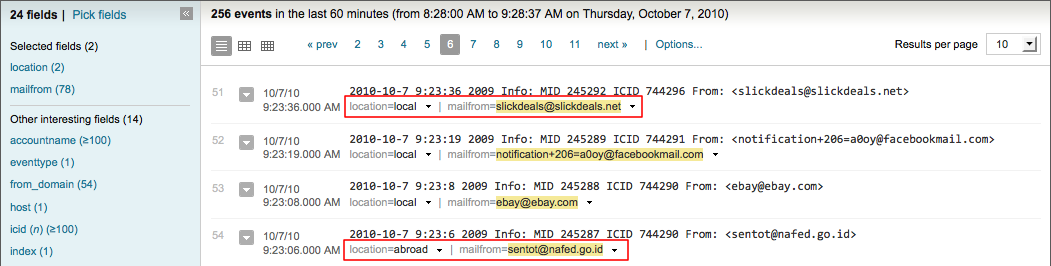 24 fields | Pick fields «
Selected fields (2)
location (2)
mailfrom (78)
Other interesting fields (14)
accountname (≥100)
eventtype (1)
from_domain (54)
host (1)
icid (n) (≥100)
index (1)
256 events in the last 60 minutes (from 8:28:00 AM to 9:28:37 AM on Thursday, October 7, 2010)
« prev 2 3 4 5 6 7 8 9 10 11 next » | Options... Results per page 10
51 10/7/10 2010-10-7 9:23:36 2009 Info: MID 245292 ICID 744296 From: <slickdeals@slickdeals.net>
9:23:36.000 AM location=local | mailfrom=slickdeals@slickdeals.net
52 10/7/10 2010-10-7 9:23:19 2009 Info: MID 245289 ICID 744291 From: <notification+206=a0oy@facebookmail.com>
9:23:19.000 AM location=local | mailfrom=notification+206=a0oy@facebookmail.com
53 10/7/10 2010-10-7 9:23:8 2009 Info: MID 245288 ICID 744290 From: <ebay@ebay.com>
9:23:08.000 AM location=local | mailfrom=ebay@ebay.com
54 10/7/10 2010-10-7 9:23:6 2009 Info: MID 245287 ICID 744290 From: <sentot@nafed.go.id>
9:23:06.000 AM location=abroad | mailfrom=sentot@nafed.go.id